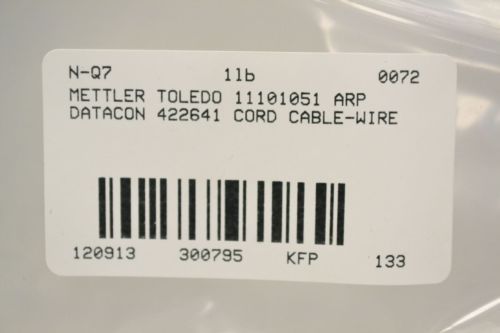 N-Q7 1lb 0072
METTLER TOLEDO 11101051 ARP
DATACON 422641 CORD CABLE-WIRE
120913 300795 KFP 133